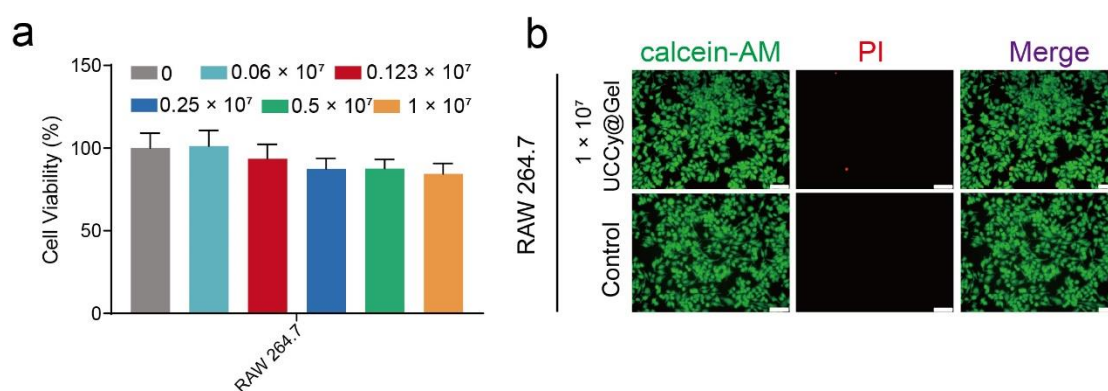 a
150
100
50
0
Cell Viability (%)
0
0.06 × 10⁷
0.123 × 10⁷
0.25 × 10⁷
0.5 × 10⁷
1 × 10⁷
RAW 264.7
b
calcein-AM
PI
Merge
RAW 264.7
1 × 10⁷
UCCy@Gel
Control